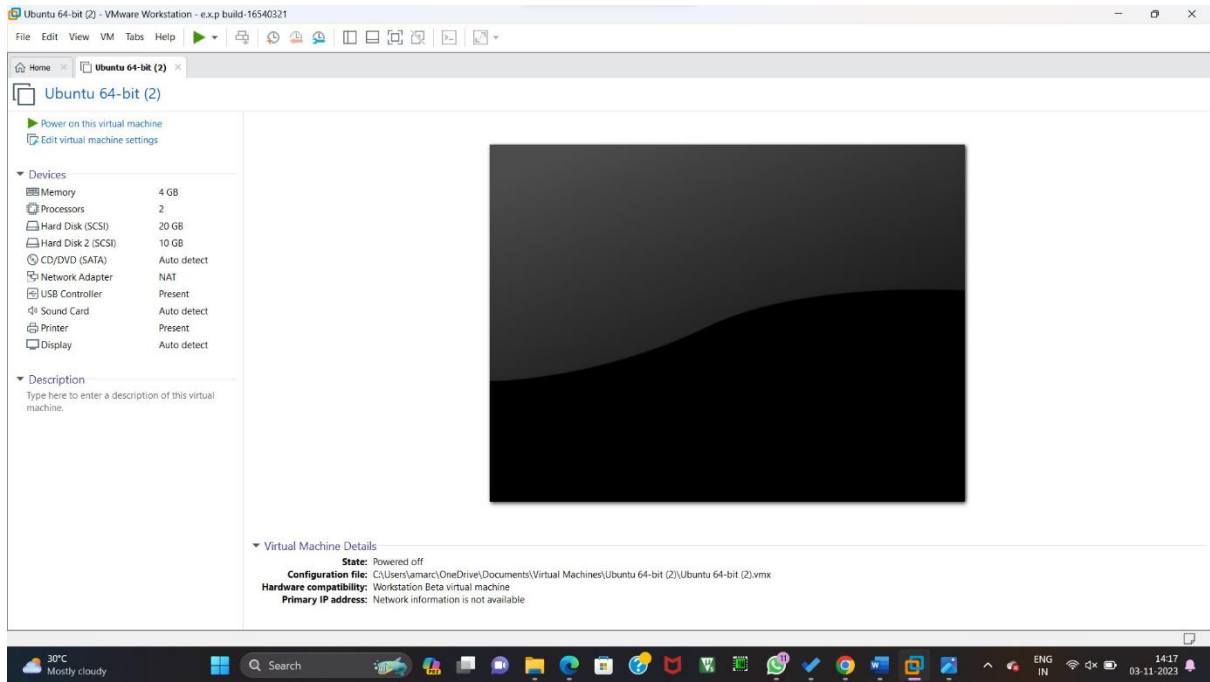 Ubuntu 64-bit (2) - VMware Workstation - e.x.p build-16540321
File Edit View VM Tabs Help
Home
Ubuntu 64-bit (2)
Ubuntu 64-bit (2)
Power on this virtual machine
Edit virtual machine settings
Devices
Memory 4 GB
Processors 2
Hard Disk (SCSI) 20 GB
Hard Disk 2 (SCSI) 10 GB
CD/DVD (SATA) Auto detect
Network Adapter NAT
USB Controller Present
Sound Card Auto detect
Printer Present
Display Auto detect
Description
Type here to enter a description of this virtual
machine.
Virtual Machine Details
State: Powered off
Configuration file: C:\Users\amarc\OneDrive\Documents\Virtual Machines\Ubuntu 64-bit (2)\Ubuntu 64-bit (2).vmx
Hardware compatibility: Workstation Beta virtual machine
Primary IP address: Network information is not available
30°C
Mostly cloudy
Search
ENG
IN
14:17
03-11-2023